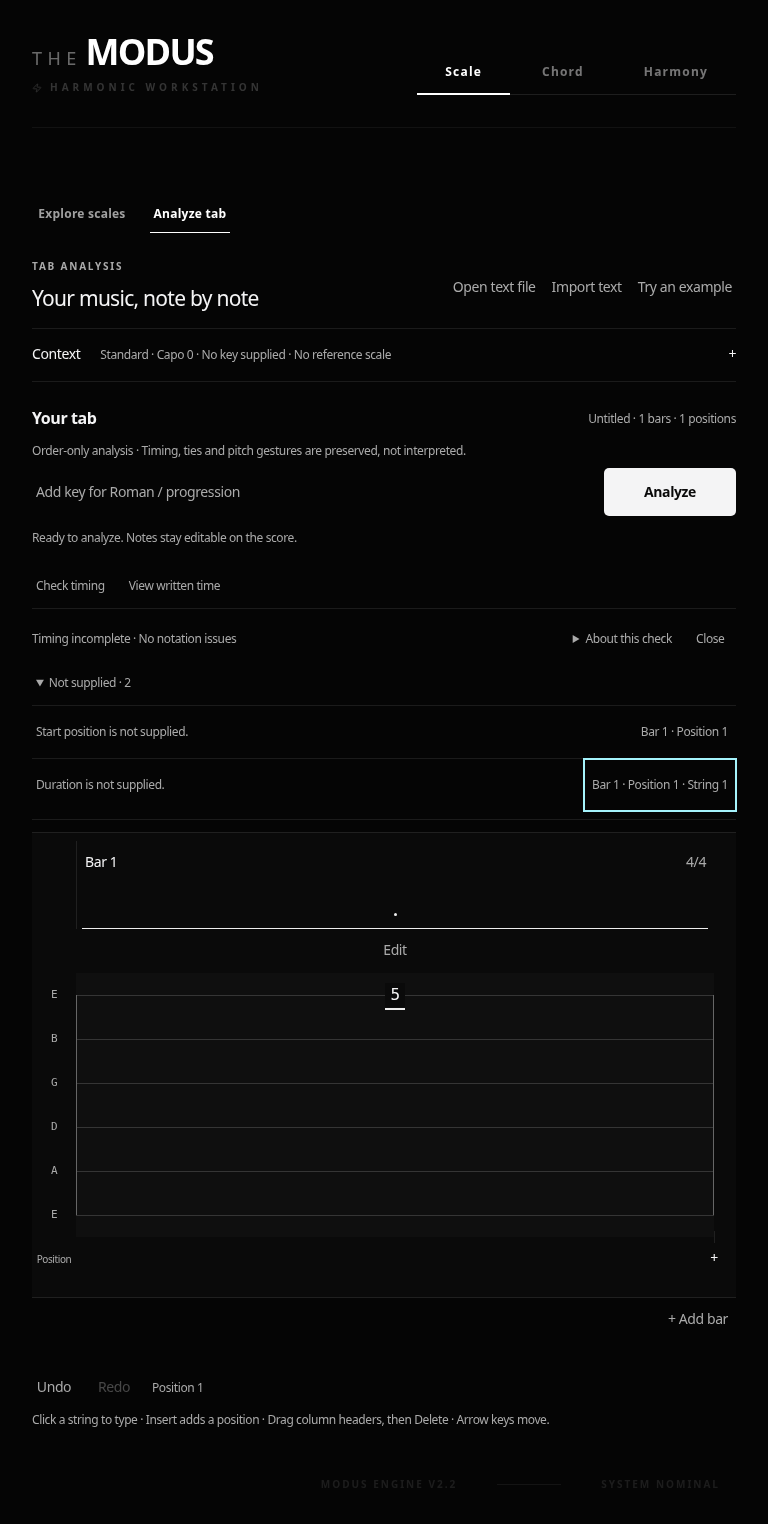 THE MODUS
HARMONIC WORKSTATION
Scale Chord Harmony
Explore scales Analyze tab
TAB ANALYSIS
Your music, note by note
Open text file Import text Try an example
Context Standard · Capo 0 · No key supplied · No reference scale +
Your tab Untitled · 1 bars · 1 positions
Order-only analysis · Timing, ties and pitch gestures are preserved, not interpreted.
Add key for Roman / progression Analyze
Ready to analyze. Notes stay editable on the score.
Check timing View written time
Timing incomplete · No notation issues ▶ About this check Close
▼ Not supplied · 2
Start position is not supplied. Bar 1 · Position 1
Duration is not supplied. Bar 1 · Position 1 · String 1
Bar 1 4/4
·
Edit
E 5
B
G
D
A
E
Position +
+ Add bar
Undo Redo Position 1
Click a string to type · Insert adds a position · Drag column headers, then Delete · Arrow keys move.
MODUS ENGINE V2.2 SYSTEM NOMINAL